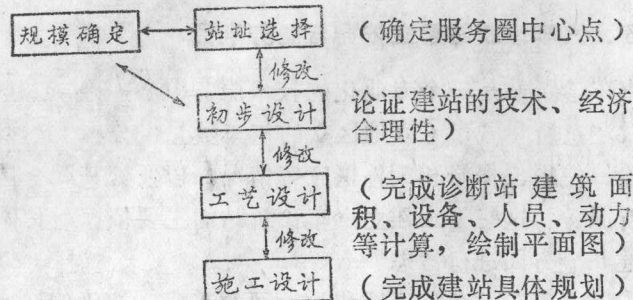 规模确定
站址选择
（确定服务圈中心点）
修改
初步设计
论证建站的技术、经济
合理性）
修改
工艺设计
（完成诊断站建筑面
积、设备、人员、动力
等计算，绘制平面图）
修改
施工设计
（完成建站具体规划）